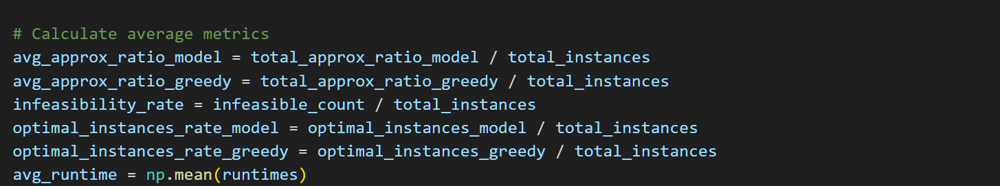 # Calculate average metrics
avg_approx_ratio_model = total_approx_ratio_model / total_instances
avg_approx_ratio_greedy = total_approx_ratio_greedy / total_instances
infeasibility_rate = infeasible_count / total_instances
optimal_instances_rate_model = optimal_instances_model / total_instances
optimal_instances_rate_greedy = optimal_instances_greedy / total_instances
avg_runtime = np.mean(runtimes)